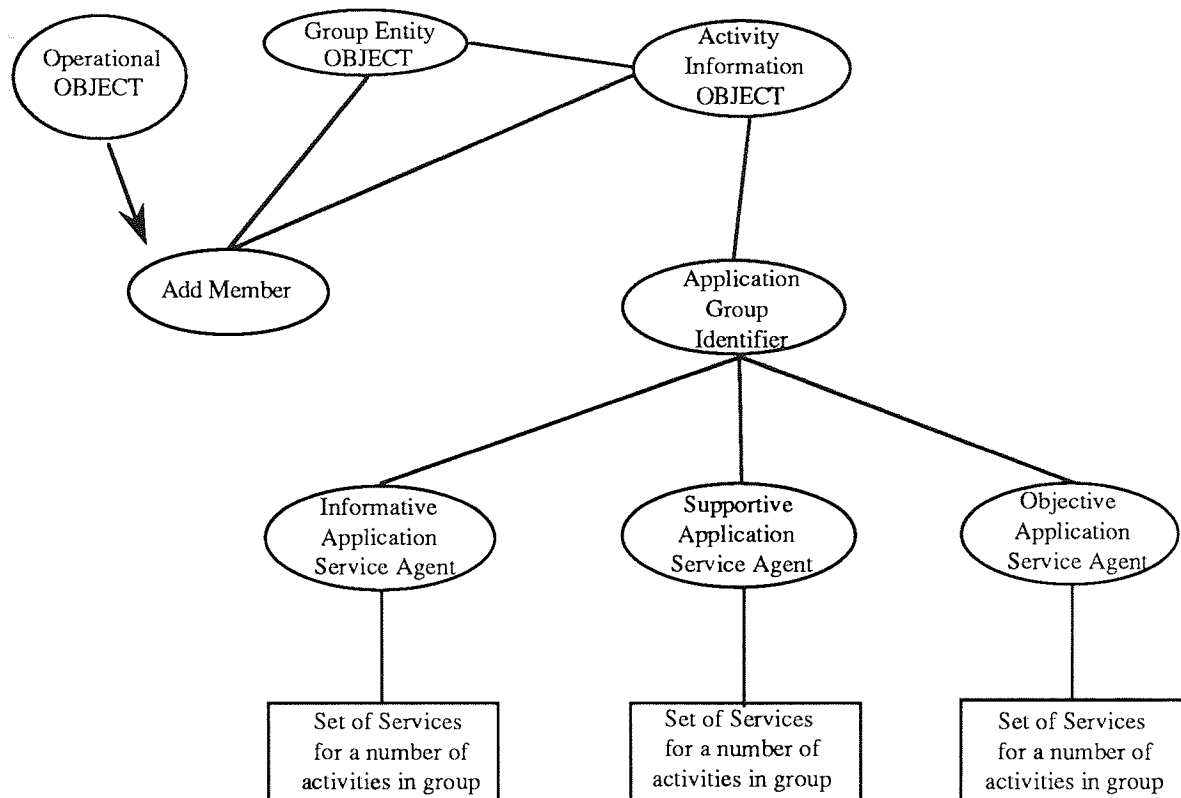 Operational
OBJECT
Group Entity
OBJECT
Activity
Information
OBJECT
Add Member
Application
Group
Identifier
Informative
Application
Service Agent
Supportive
Application
Service Agent
Objective
Application
Service Agent
Set of Services
for a number of
activities in group
Set of Services
for a number of
activities in group
Set of Services
for a number of
activities in group